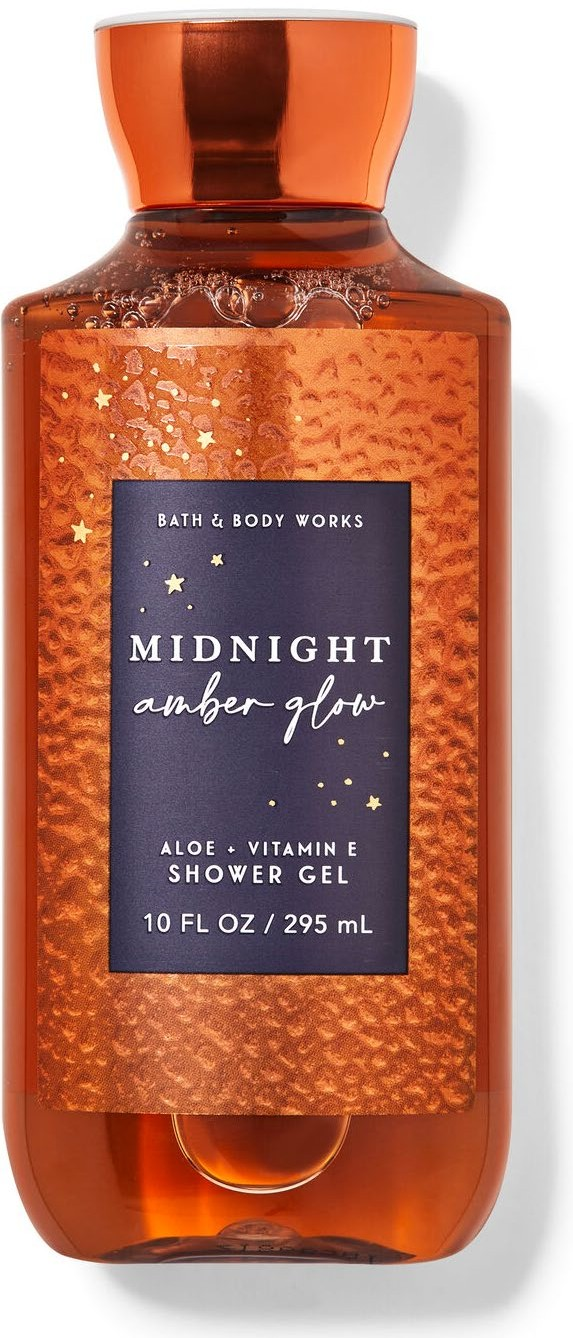 BATH & BODY WORKS
MIDNIGHT
amber glow
ALOE + VITAMIN E
SHOWER GEL
10 FL OZ / 295 mL